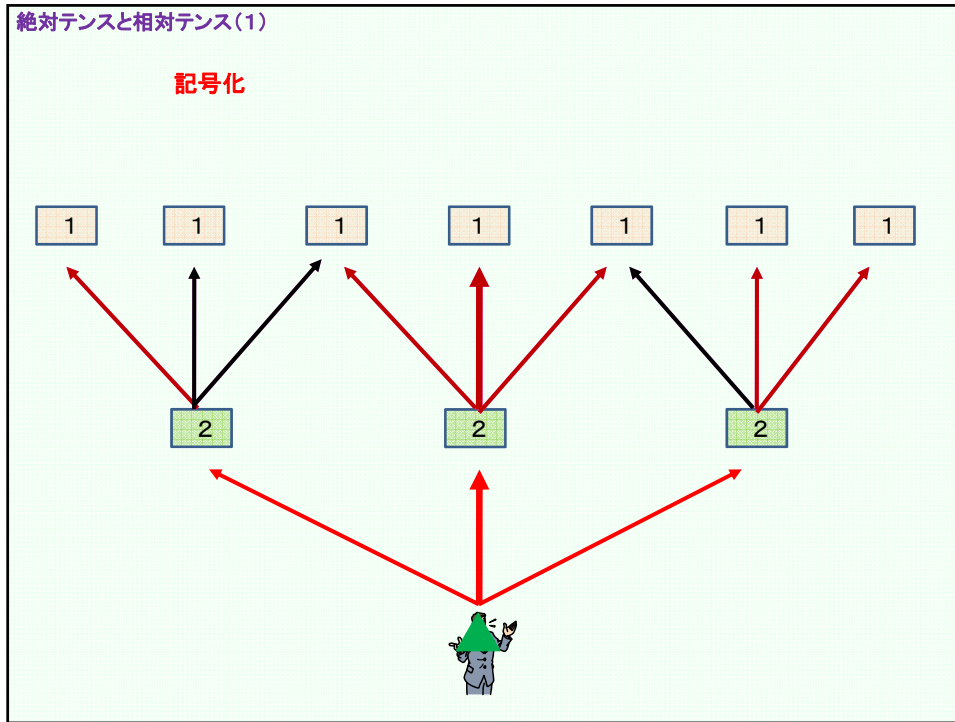 絶対テンスと相対テンス（１）
記号化
１ １ １ １ １ １ １
２ ２ ２